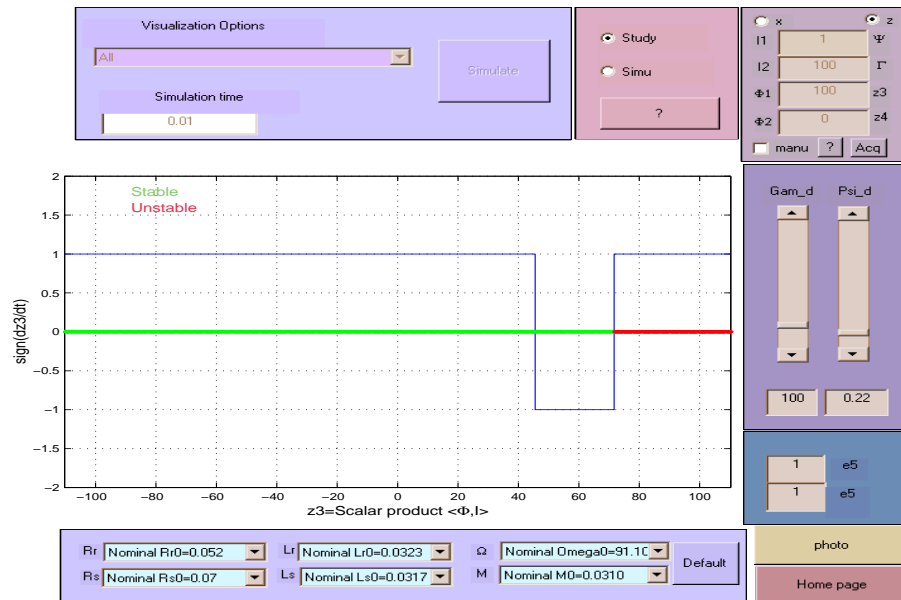 Visualization Options
All
Simulate
Simulation time
0.01
Study
Simu
?
x z
I1 1 Ψ
I2 100 Γ
Φ1 100 z3
Φ2 0 z4
manu ? Acq
Stable
Unstable
2
1.5
1
0.5
0
−0.5
−1
−1.5
−2
sign(dz3/dt)
−100 −80 −60 −40 −20 0 20 40 60 80 100
z3=Scalar product <Φ,I>
Gam_d Psi_d
100 0.22
1 e5
1 e5
Rr Nominal Rr0=0.052 Lr Nominal Lr0=0.0323 Ω Nominal Omega0=91.10
Rs Nominal Rs0=0.07 Ls Nominal Ls0=0.0317 M Nominal M0=0.0310
Default
photo
Home page